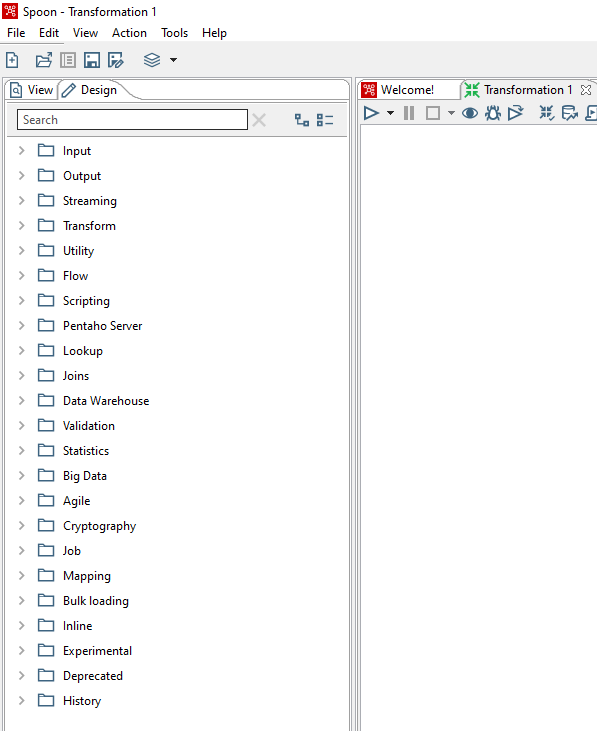 Spoon - Transformation 1
File Edit View Action Tools Help
View Design
Welcome! Transformation 1
Search
Input
Output
Streaming
Transform
Utility
Flow
Scripting
Pentaho Server
Lookup
Joins
Data Warehouse
Validation
Statistics
Big Data
Agile
Cryptography
Job
Mapping
Bulk loading
Inline
Experimental
Deprecated
History